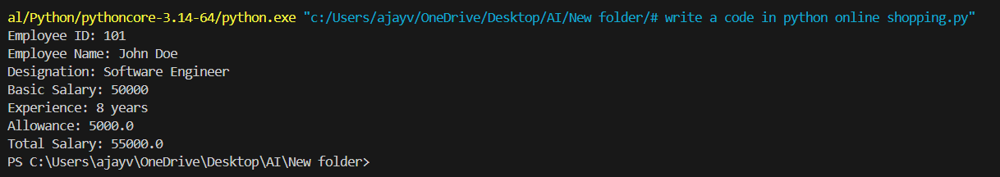 al/Python/pythoncore-3.14-64/python.exe "c:/Users/ajayv/OneDrive/Desktop/AI/New folder/# write a code in python online shopping.py"
Employee ID: 101
Employee Name: John Doe
Designation: Software Engineer
Basic Salary: 50000
Experience: 8 years
Allowance: 5000.0
Total Salary: 55000.0
PS C:\Users\ajayv\OneDrive\Desktop\AI\New folder>